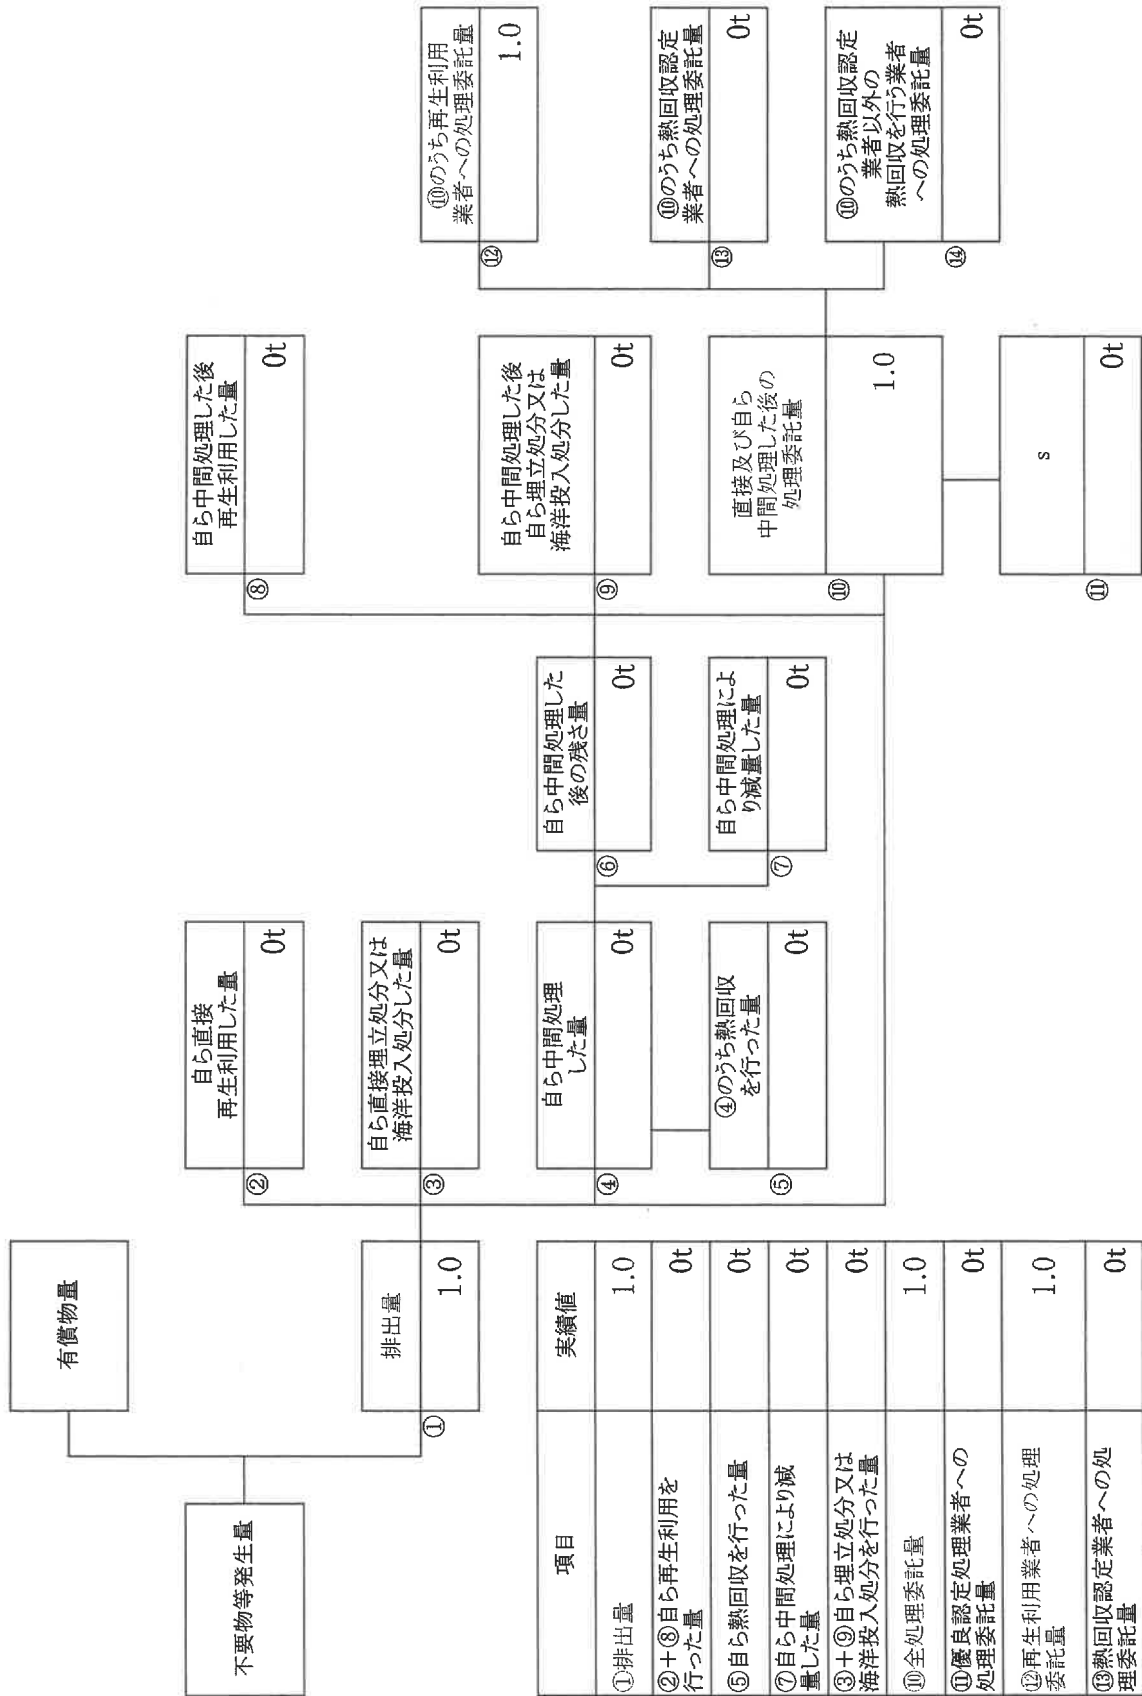 不要物等発生量
有償物量
①
排出量
1.0
②
自ら直接
再生利用した量
0t
③
自ら直接埋立処分又は
海洋投入処分した量
0t
④
自ら中間処理
した量
0t
⑤
④のうち熱回収
を行った量
0t
⑥
自ら中間処理した
後の残さ量
0t
⑦
自ら中間処理によ
り減量した量
0t
⑧
自ら中間処理した後
再生利用した量
0t
⑨
自ら中間処理した後
自ら埋立処分又は
海洋投入処分した量
0t
⑩
直接及び自ら
中間処理した後の
処理委託量
1.0
⑪
s
0t
⑫
⑩のうち再生利用
業者への処理委託量
1.0
⑬
⑩のうち熱回収認定
業者への処理委託量
0t
⑭
⑩のうち熱回収認定
業者以外の
熱回収を行う業者
への処理委託量
0t
項目 実績値
①排出量 1.0
②+⑧自ら再生利用を
行った量 0t
⑤自ら熱回収を行った量 0t
⑦自ら中間処理により減
量した量 0t
③+⑨自ら埋立処分又は
海洋投入処分を行った量 0t
⑩全処理委託量 1.0
⑪優良認定処理業者への
処理委託量 0t
⑫再生利用業者への処理
委託量 1.0
⑬熱回収認定業者への処
理委託量 0t